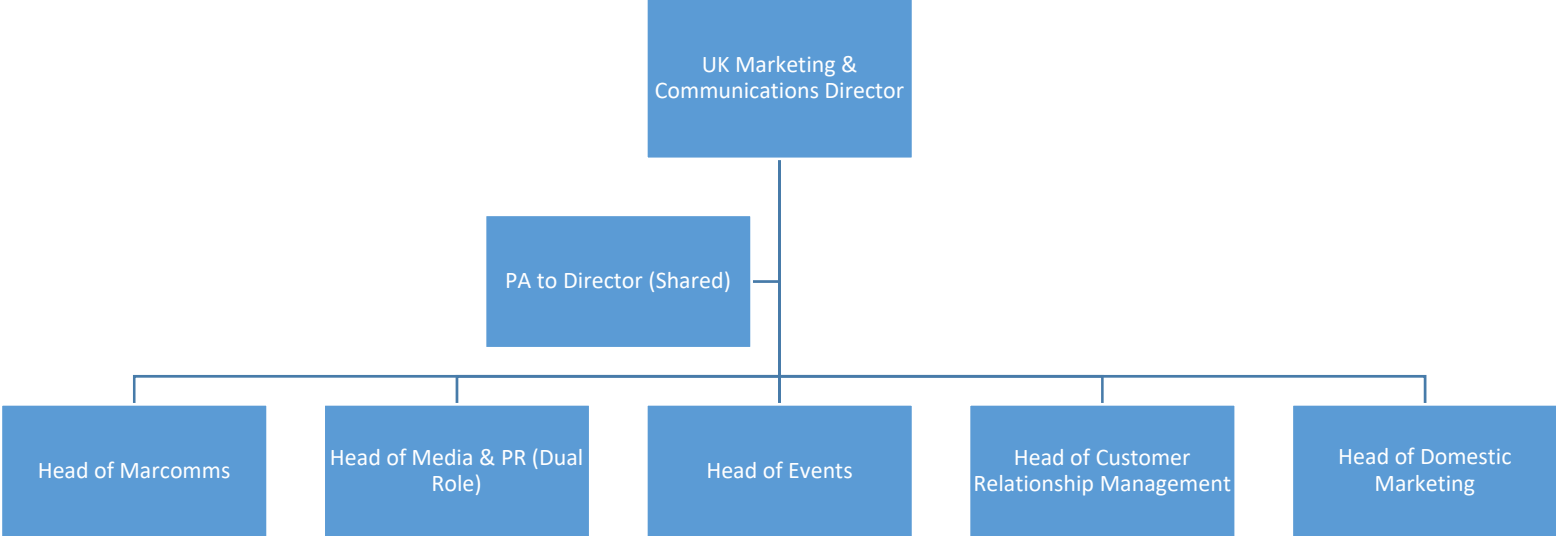 UK Marketing &
Communications Director
PA to Director (Shared)
Head of Marcomms
Head of Media & PR (Dual
Role)
Head of Events
Head of Customer
Relationship Management
Head of Domestic
Marketing